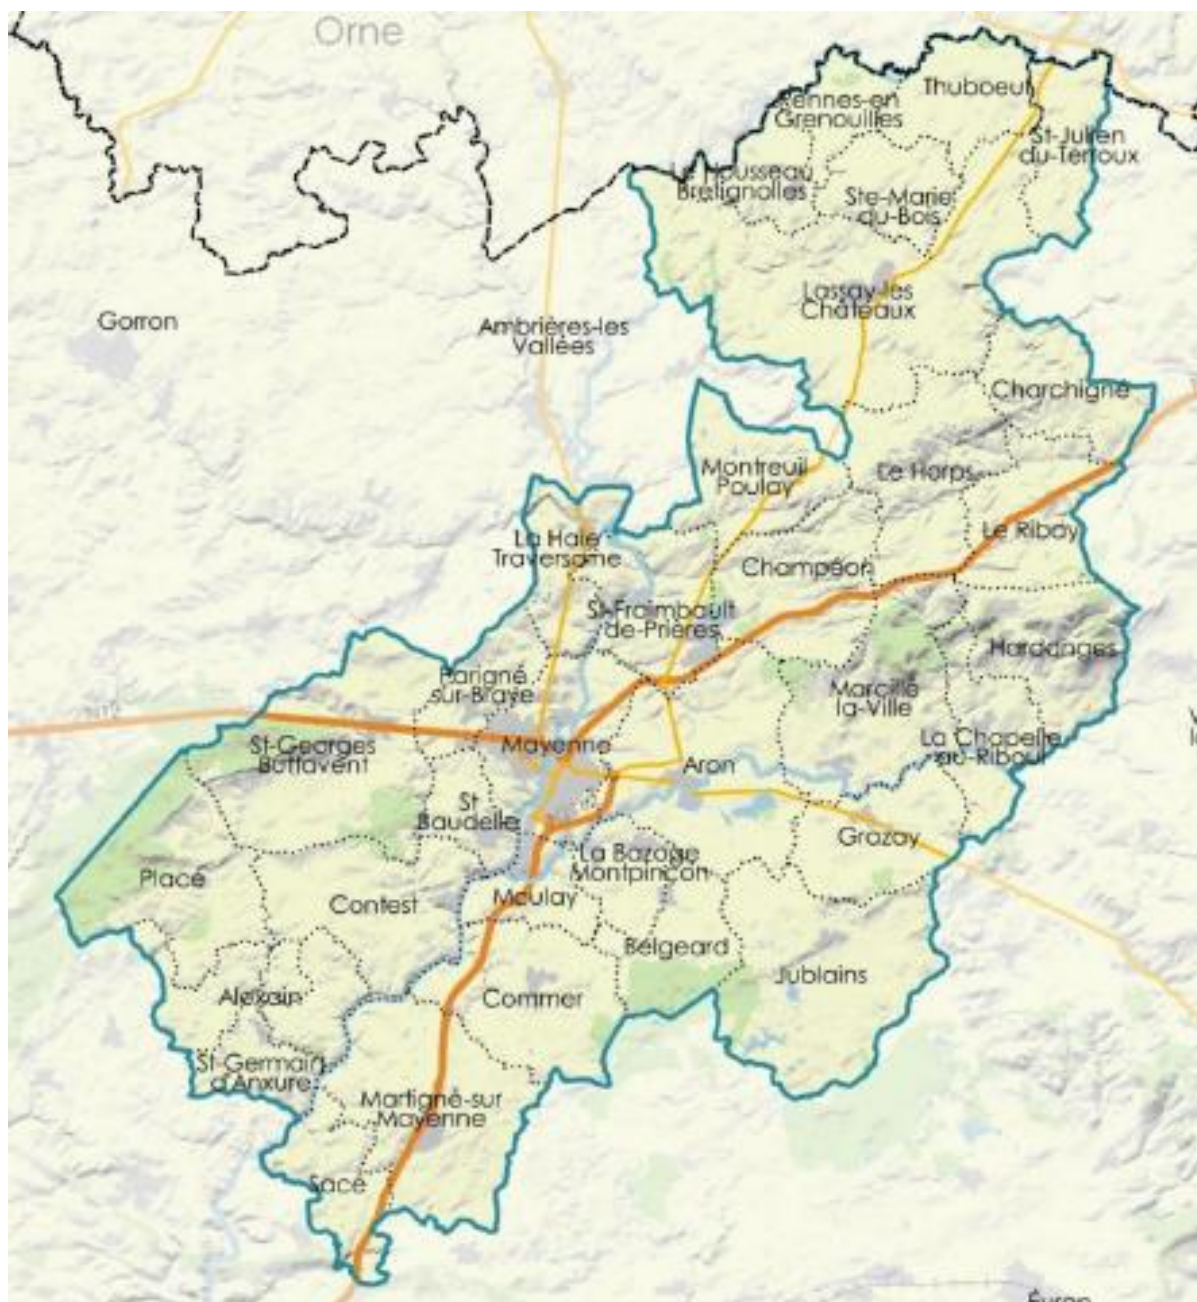 Orne
Thuboeuf
Rennes-en
Grenouilles
St-Julien
du-Terroux
Le Housseau
Brétignolles
Ste-Marie
du-Bois
Lassay-les
Châteaux
Gorron
Ambrières-les
Vallées
Charchigné
Montreuil
Poulay
Le Horps
Le Ribay
La Haie
Traversaine
Champéon
St-Fraimbault
de-Prières
Hardanges
Parigné
sur-Braye
Marcillé
la-Ville
N12
St-Georges
Buttavent
Mayenne
La Chapelle
au-Riboul
Aron
St
Baudelle
Grazay
La Bazoge
Montpinçon
Placé
Contest
Moulay
Belgeard
Jublains
Alexain
Commer
St-Germain
d'Anxure
Martigné-sur
Mayenne
Sacé